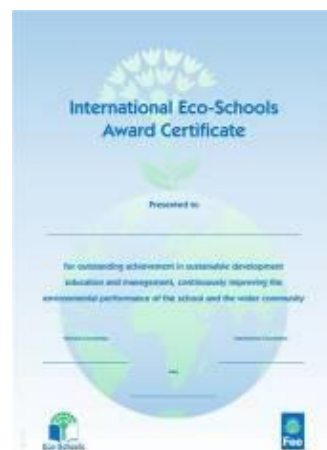 International Eco-Schools
Award Certificate
Presented to
for outstanding achievement in sustainable development
education and management, continuously improving the
environmental performance of the school and the wider community
Eco-Schools
Fee